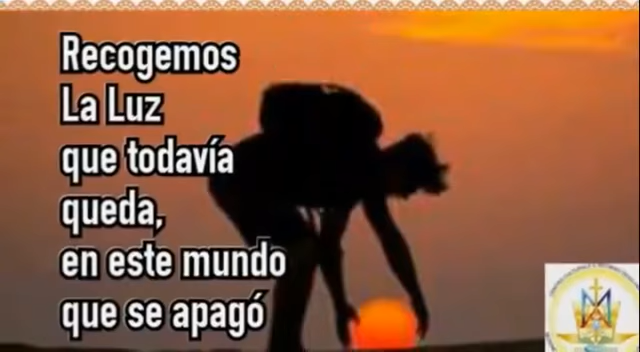 Recogemos
La Luz
que todavía
queda,
en este mundo
que se apagó